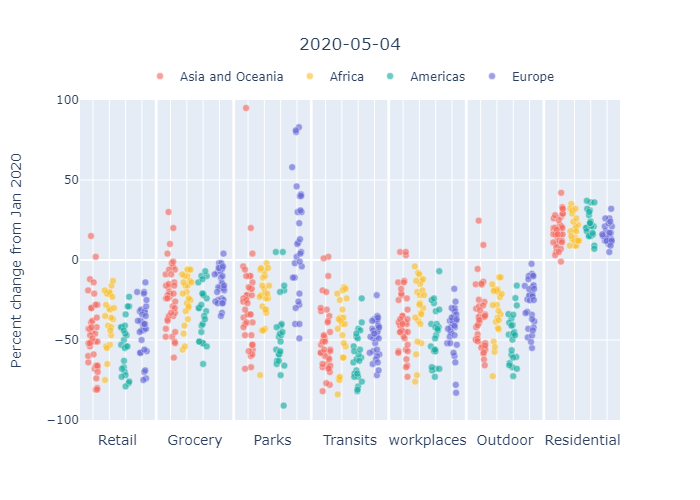 2020-05-04
Asia and Oceania Africa Americas Europe
Percent change from Jan 2020
100
50
0
−50
−100
Retail Grocery Parks Transits workplaces Outdoor Residential